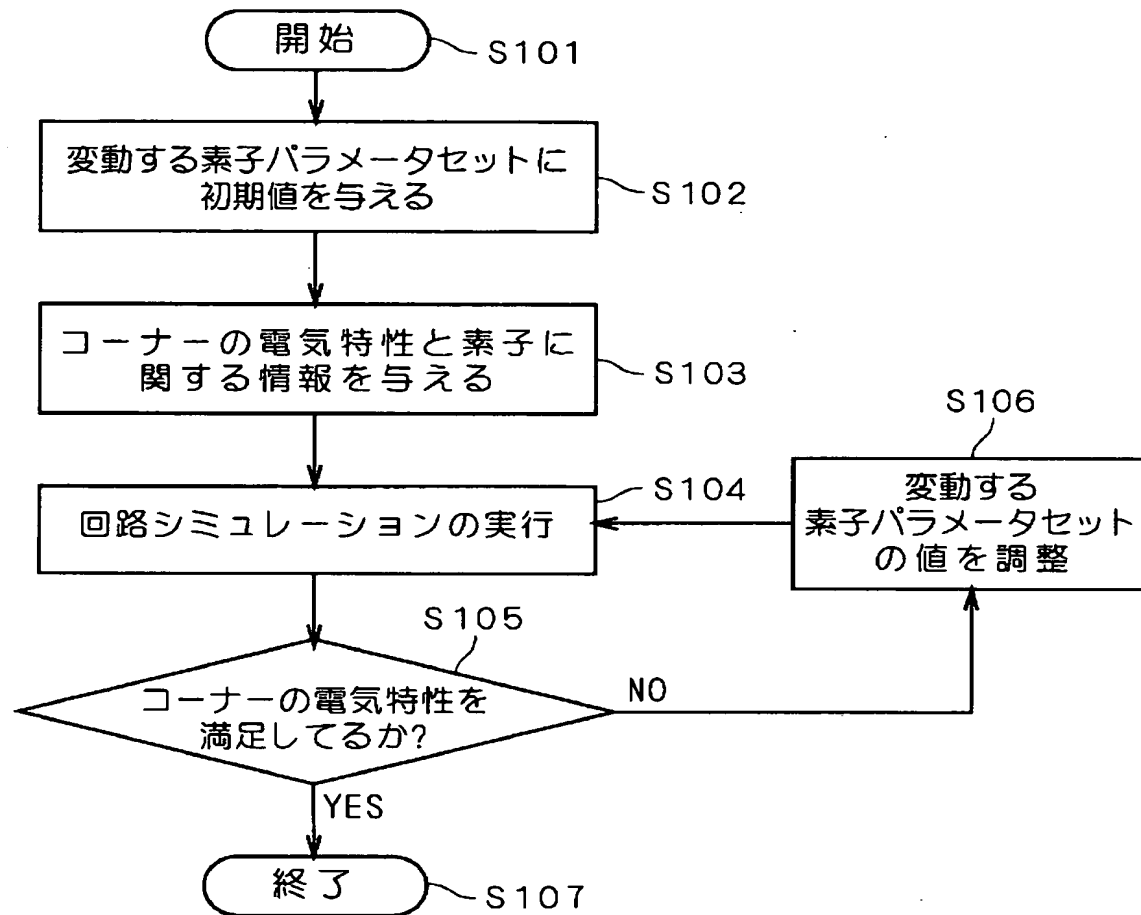 開始
S101
変動する素子パラメータセットに
初期値を与える
S102
コーナーの電気特性と素子に
関する情報を与える
S103
S106
回路シミュレーションの実行
S104
変動する
素子パラメータセット
の値を調整
S105
コーナーの電気特性を
満足してるか?
NO
YES
終了
S107